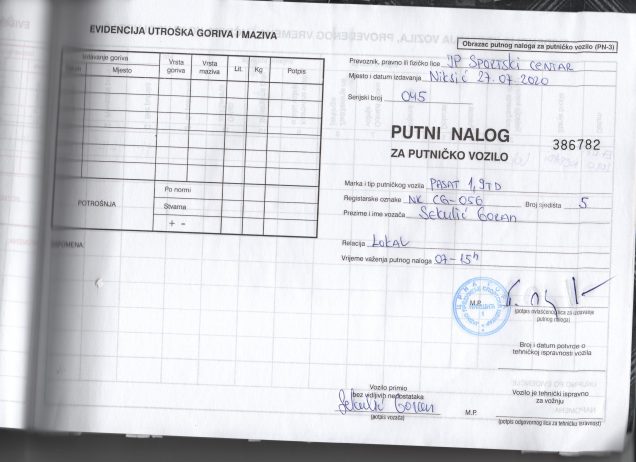 EVIDENCIJA UTROŠKA GORIVA I MAZIVA
Izdavanje goriva
Mjesto
Vrsta goriva
Vrsta maziva
Lit.
Kg
Potpis
POTROŠNJA
Po normi
Stvarna
+ -
Obrazac putnog naloga za putničko vozilo (PN-3)
Prevoznik, pravno ili fizičko lice JP SPORTSKI CENTAR
Mjesto i datum izdavanja Nikšić 27.07.2020
Serijski broj 045
PUTNI NALOG
386782
ZA PUTNIČKO VOZILO
Marka i tip putničkog vozila PASAT 1,9TD
Registarske oznake NK CG-056 Broj sjedišta 5
Prezime i ime vozača Sekulić Goran
Relacija LOKAL
Vrijeme važenja putnog naloga 07-15h
M.P.
(potpis ovlašćenog lica za izdavanje
putnog naloga)
Broj i datum potvrde o
tehničkoj ispravnosti vozila
Vozilo primio
bez vidljivih nedostataka
Sekulić Goran
(potpis vozača)
M.P.
Vozilo je tehnički ispravno
za vožnju
(potpis odgovornog lica za tehničku ispravnost)